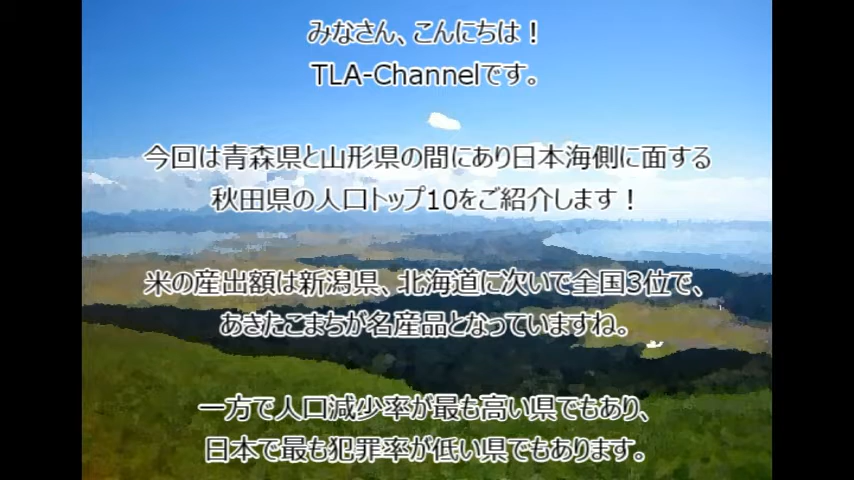 みなさん、こんにちは！
TLA-Channelです。
今回は青森県と山形県の間にあり日本海側に面する
秋田県の人口トップ10をご紹介します！
米の産出額は新潟県、北海道に次いで全国3位で、
あきたこまちが名産品となっていますね。
一方で人口減少率が最も高い県でもあり、
日本で最も犯罪率が低い県でもあります。